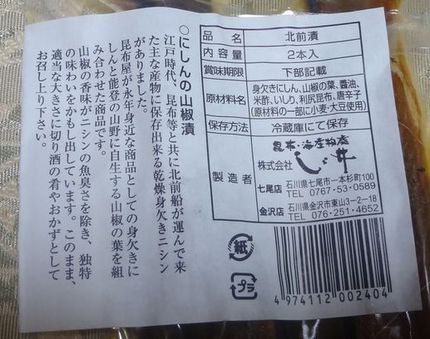 ○にしんの山椒漬
江戸時代、昆布等と共に北前船が運んで来
た主な産物に保存出来る乾燥身欠きニシン
がありました。
昆布屋が永年身近な商品としての身欠きに
しんと能登の山野に自生する山椒の葉を組
み合わせた商品です。
山椒の香味がニシンの魚臭さを除き、独特
の味わいをかもし出しています。このまま、
適当な大きさに切り酒の肴やおかずとして
お召し上り下さい。
品名 北前漬
内容量 2本入
賞味期限 下部記載
原材料名 身欠きにしん、山椒の葉、醬油、
米酢、いしり、利尻昆布、唐辛子
(原材料の一部に小麦・大豆使用)
保存方法 冷蔵庫にて保存
製造者
昆布・海産物處
株式会社 しら井
七尾店 石川県七尾市一本杉町100
TEL 0767-53-0589
金沢店 石川県金沢市東山3-2-18
TEL 076-251-4652
紙
プラ
4974112002404